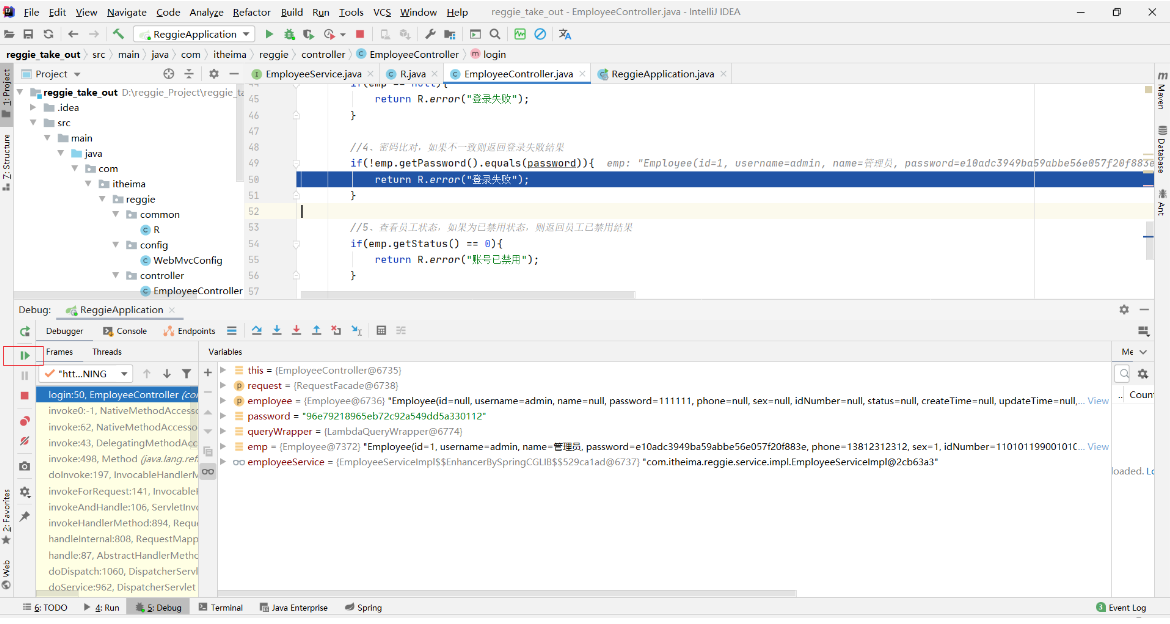 File Edit View Navigate Code Analyze Refactor Build Run Tools VCS Window Help reggie_take_out - EmployeeController.java - IntelliJ IDEA
ReggieApplication
reggie_take_out src main java com itheima reggie controller EmployeeController login
Project
EmployeeService.java R.java EmployeeController.java ReggieApplication.java
1: Project
7: Structure
2: Favorites
Web
Maven
Database
Ant
reggie_take_out D:\reggie_Project\reggie_ta
.idea
src
main
java
com
itheima
reggie
common
R
config
WebMvcConfig
controller
EmployeeController
44 if(emp == null){
45 return R.error("登录失败");
46 }
47
48 //4、密码比对，如果不一致则返回登录失败结果
49 if(!emp.getPassword().equals(password)){ emp: "Employee(id=1, username=admin, name=管理员, password=e10adc3949ba59abbe56e057f20f883e
50 return R.error("登录失败");
51 }
52
53 //5、查看员工状态，如果为已禁用状态，则返回员工已禁用结果
54 if(emp.getStatus() == 0){
55 return R.error("账号已禁用");
56 }
57
Debug: ReggieApplication
Debugger Console Endpoints
Frames Threads
Variables
Me
"htt...NING
login:50, EmployeeController (com
invoke0:-1, NativeMethodAccesso
invoke:62, NativeMethodAccesso
invoke:43, DelegatingMethodAcc
invoke:498, Method (java.lang.ref
doInvoke:197, InvocableHandlerM
invokeForRequest:141, InvocableH
invokeAndHandle:106, ServletInvo
invokeHandlerMethod:894, Reque
handleInternal:808, RequestMapp
handle:87, AbstractHandlerMetho
doDispatch:1060, DispatcherServl
doService:962, DispatcherServlet
this = {EmployeeController@6735}
request = {RequestFacade@6738}
employee = {Employee@6736} "Employee(id=null, username=admin, name=null, password=111111, phone=null, sex=null, idNumber=null, status=null, createTime=null, updateTime=null,... View
password = "96e79218965eb72c92a549dd5a330112"
queryWrapper = {LambdaQueryWrapper@6774}
emp = {Employee@7372} "Employee(id=1, username=admin, name=管理员, password=e10adc3949ba59abbe56e057f20f883e, phone=13812312312, sex=1, idNumber=110101199001010... View
employeeService = {EmployeeServiceImpl$$EnhancerBySpringCGLIB$$529ca1ad@6737} "com.itheima.reggie.service.impl.EmployeeServiceImpl@2cb63a3"
.. Count
loaded. Lo
6: TODO 4: Run 5: Debug Terminal Java Enterprise Spring Event Log